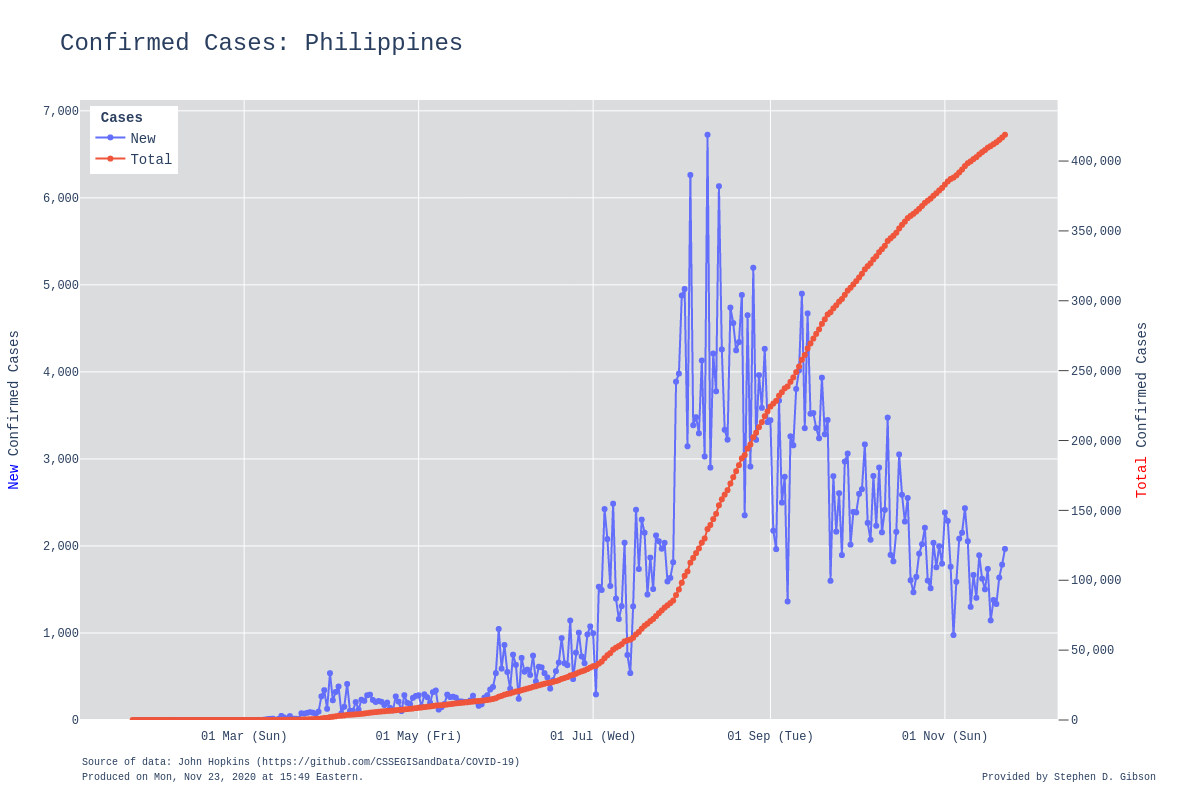 Confirmed Cases: Philippines
Cases
New
Total
7,000
6,000
5,000
4,000
3,000
2,000
1,000
0
New Confirmed Cases
400,000
350,000
300,000
250,000
200,000
150,000
100,000
50,000
0
Total Confirmed Cases
01 Mar (Sun) 01 May (Fri) 01 Jul (Wed) 01 Sep (Tue) 01 Nov (Sun)
Source of data: John Hopkins (https://github.com/CSSEGISandData/COVID-19)
Produced on Mon, Nov 23, 2020 at 15:49 Eastern.
Provided by Stephen D. Gibson